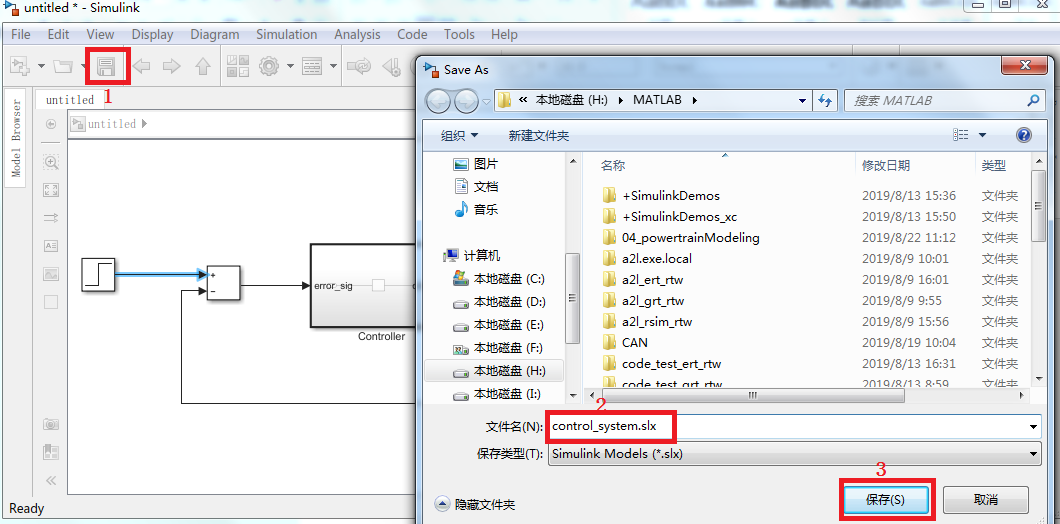 untitled * - Simulink
File Edit View Display Diagram Simulation Analysis Code Tools Help
1
Model Browser
untitled
untitled
error_sig
Controller
Ready
Save As
« 本地磁盘 (H:) MATLAB
搜索 MATLAB
组织 新建文件夹
名称 修改日期 类型
图片
文档
音乐
计算机
本地磁盘 (C:)
本地磁盘 (D:)
本地磁盘 (E:)
本地磁盘 (F:)
本地磁盘 (H:)
本地磁盘 (I:)
+SimulinkDemos 2019/8/13 15:36 文件夹
+SimulinkDemos_xc 2019/8/13 15:50 文件夹
04_powertrainModeling 2019/8/22 11:12 文件夹
a2l.exe.local 2019/8/9 10:01 文件夹
a2l_ert_rtw 2019/8/9 16:01 文件夹
a2l_grt_rtw 2019/8/9 9:55 文件夹
a2l_rsim_rtw 2019/8/9 15:56 文件夹
CAN 2019/8/19 10:04 文件夹
code_test_ert_rtw 2019/8/13 16:31 文件夹
code_test_grt_rtw 2019/8/13 8:59 文件夹
2
文件名(N): control_system.slx
保存类型(T): Simulink Models (*.slx)
3
隐藏文件夹 保存(S) 取消